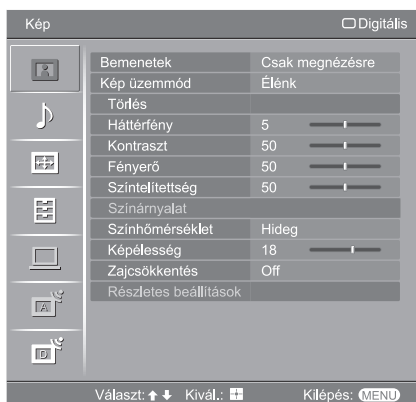 Kép Digitális
Bemenetek Csak megnézésre
Kép üzemmód Élénk
Törlés
Háttérfény 5
Kontraszt 50
Fényerő 50
Színtelítettség 50
Színárnyalat
Színhőmérséklet Hideg
Képélesség 18
Zajcsökkentés Off
Részletes beállítások
A
D
Választ: Kivál.: Kilépés: MENU